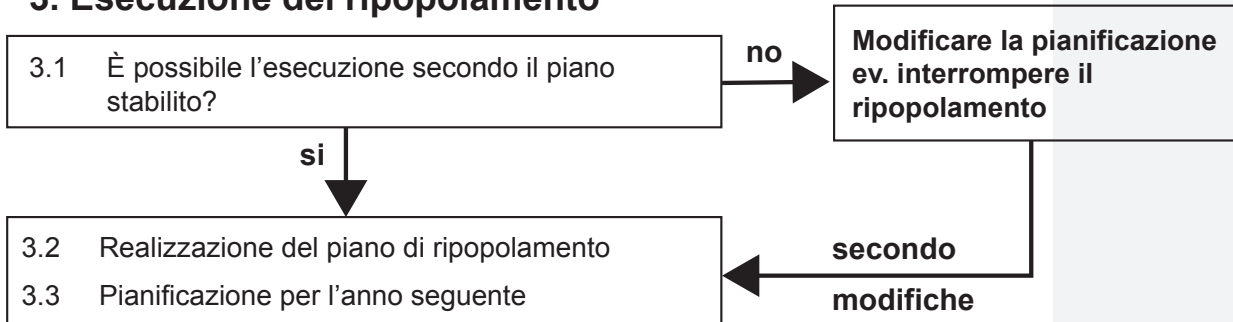 3. Esecuzione del ripopolamento
3.1 È possibile l’esecuzione secondo il piano
stabilito?
no
Modificare la pianificazione
ev. interrompere il
ripopolamento
si
3.2 Realizzazione del piano di ripopolamento
3.3 Pianificazione per l’anno seguente
secondo
modifiche